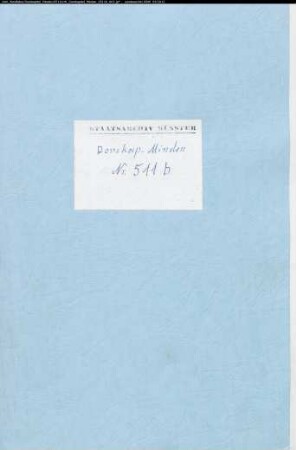 STAATSARCHIV MÜNSTER
Domkap. Minden
Nr. 511 b